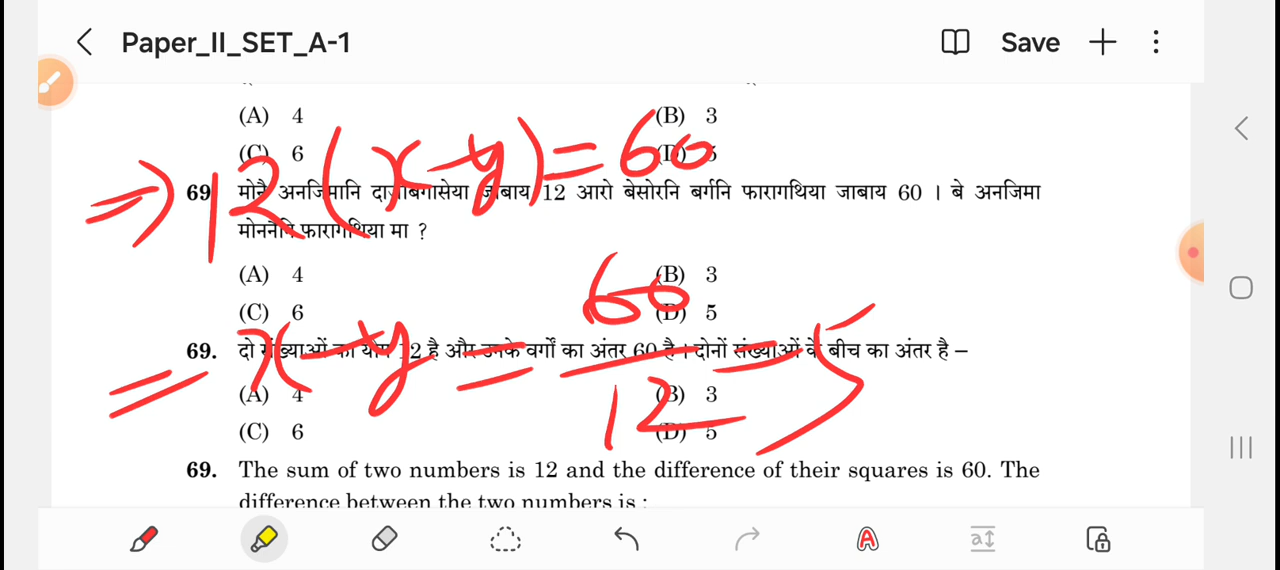 Paper_II_SET_A-1
Save
(A) 4 (B) 3
(C) 6 (D) 5
⇒ 12 (x-y) = 60
69 मोनै अनजिमानि जाबाय 12 आरो बेसोरनि बर्गनि फारागथिया जाबाय 60 । बे अनजिमा
मोननैनि फारागथिया मा ?
(A) 4 (B) 3
(C) 6 (D) 5
= x-y = 60/12 = 5
69. दो संख्याओं का योग 12 है और उनके वर्गों का अंतर 60 है । दोनों संख्याओं के बीच का अंतर है –
(A) 4 (B) 3
(C) 6 (D) 5
69. The sum of two numbers is 12 and the difference of their squares is 60. The
difference between the two numbers is :